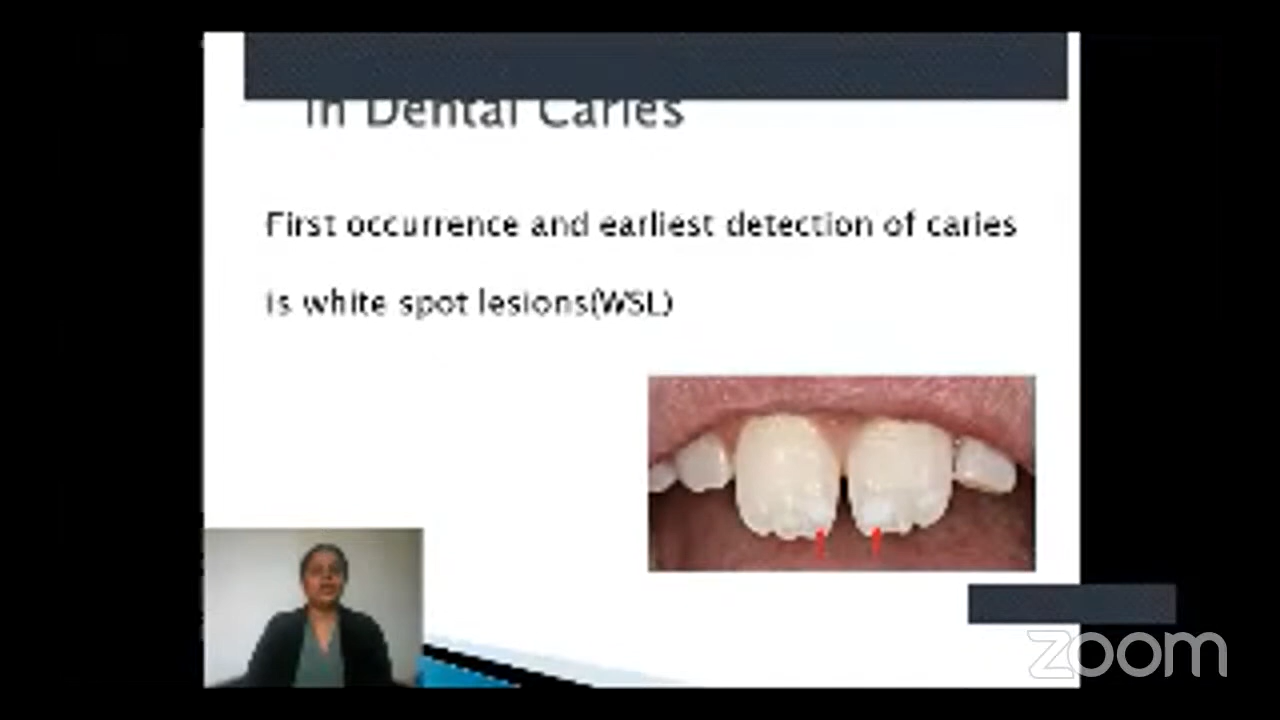 in Dental Caries
First occurrence and earliest detection of caries
is white spot lesions(WSL)
zoom